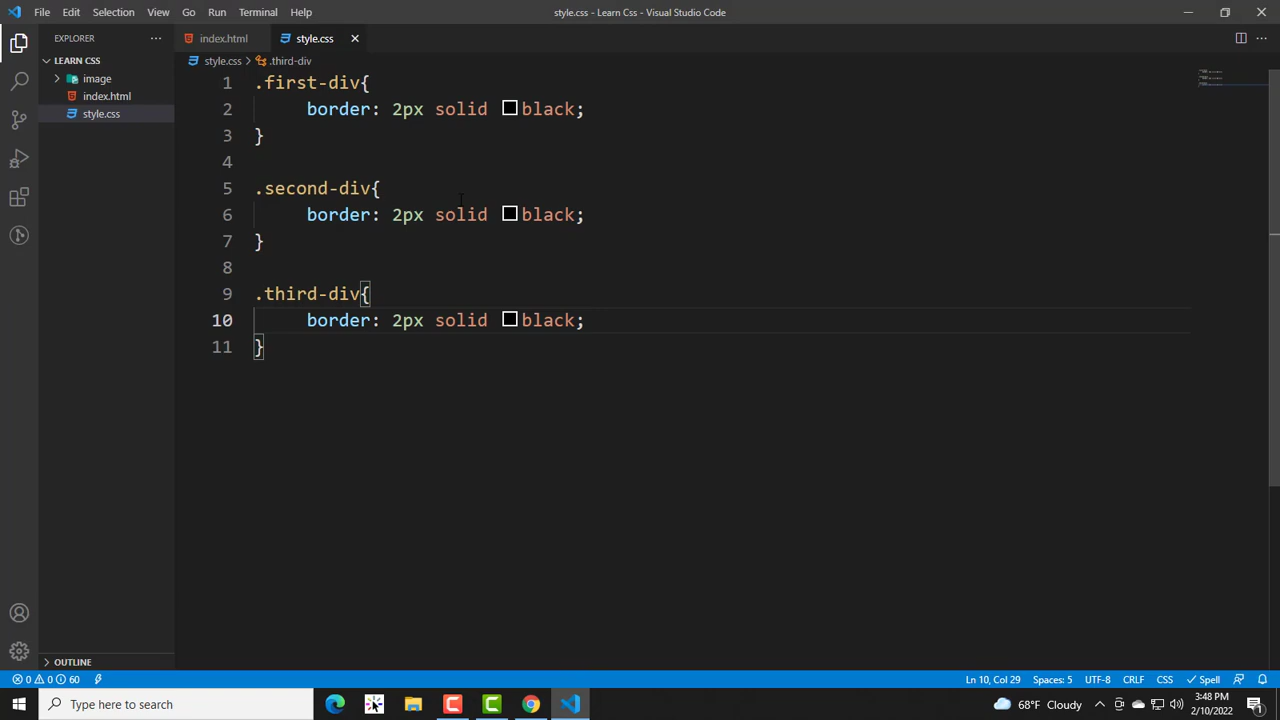 File Edit Selection View Go Run Terminal Help
style.css - Learn Css - Visual Studio Code
EXPLORER
index.html
style.css
LEARN CSS
image
index.html
style.css
style.css > .third-div
1 .first-div{
2 border: 2px solid black;
3 }
4
5 .second-div{
6 border: 2px solid black;
7 }
8
9 .third-div{
10 border: 2px solid black;
11 }
OUTLINE
0 0 60
Ln 10, Col 29 Spaces: 5 UTF-8 CRLF CSS Spell
Type here to search
68°F Cloudy
3:48 PM
2/10/2022
1